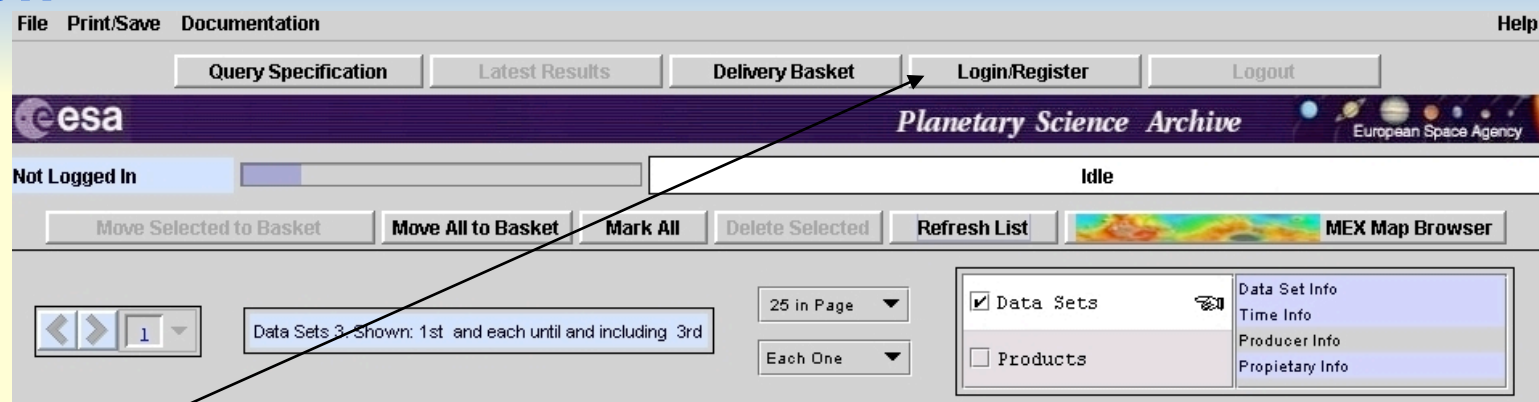 File Print/Save Documentation Help
Query Specification Latest Results Delivery Basket Login/Register Logout
esa Planetary Science Archive European Space Agency
Not Logged In Idle
Move Selected to Basket Move All to Basket Mark All Delete Selected Refresh List MEX Map Browser
1 Data Sets 3. Shown: 1st and each until and including 3rd
25 in Page
Each One
Data Sets
Products
Data Set Info
Time Info
Producer Info
Propietary Info